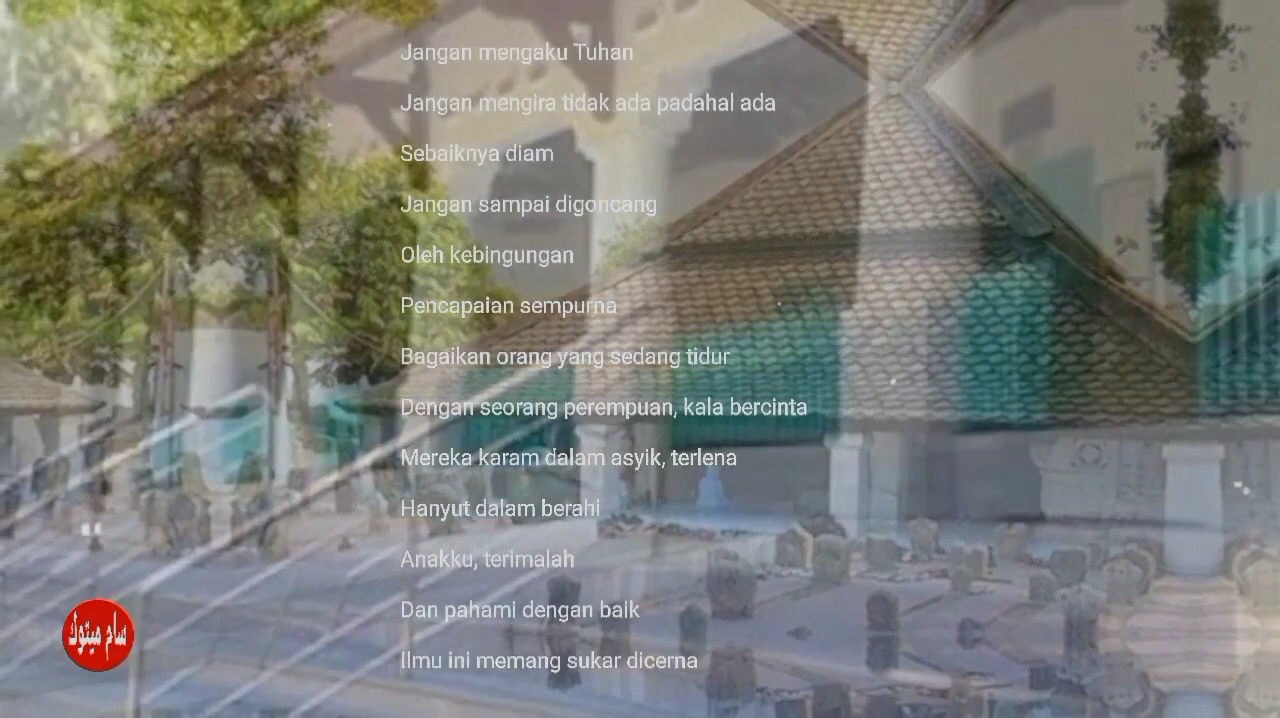 Jangan mengaku Tuhan
Jangan mengira tidak ada padahal ada
Sebaiknya diam
Jangan sampai digoncang
Oleh kebingungan
Pencapaian sempurna
Bagaikan orang yang sedang tidur
Dengan seorang perempuan, kala bercinta
Mereka karam dalam asyik, terlena
Hanyut dalam berahi
Anakku, terimalah
Dan pahami dengan baik
Ilmu ini memang sukar dicerna
سام ميتوك